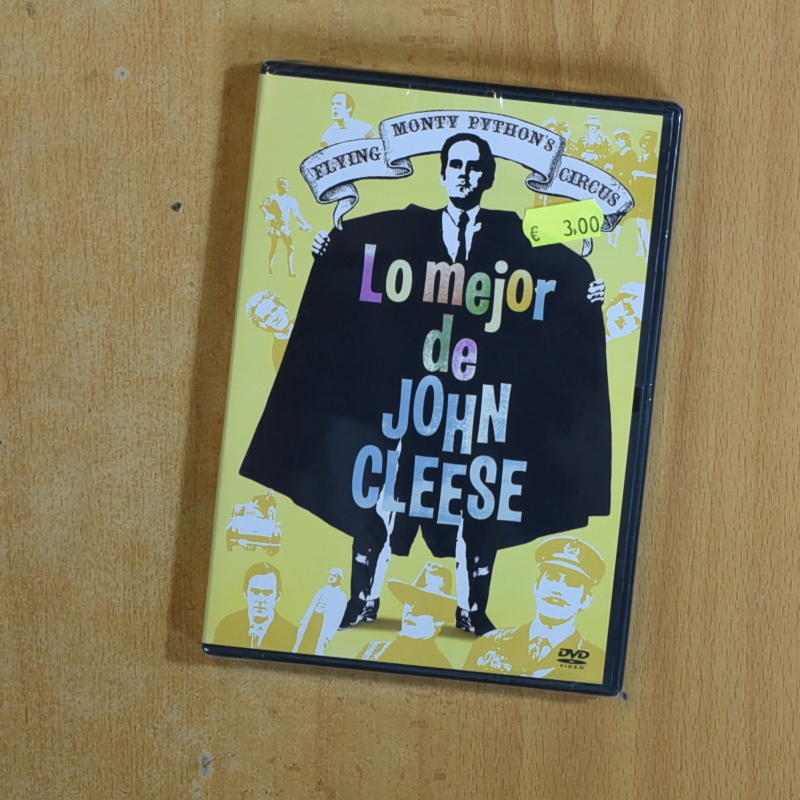 FLYING MONTY PYTHON'S CIRCUS
€ 3,00
Lo mejor
de
JOHN
CLEESE
DVD
VIDEO